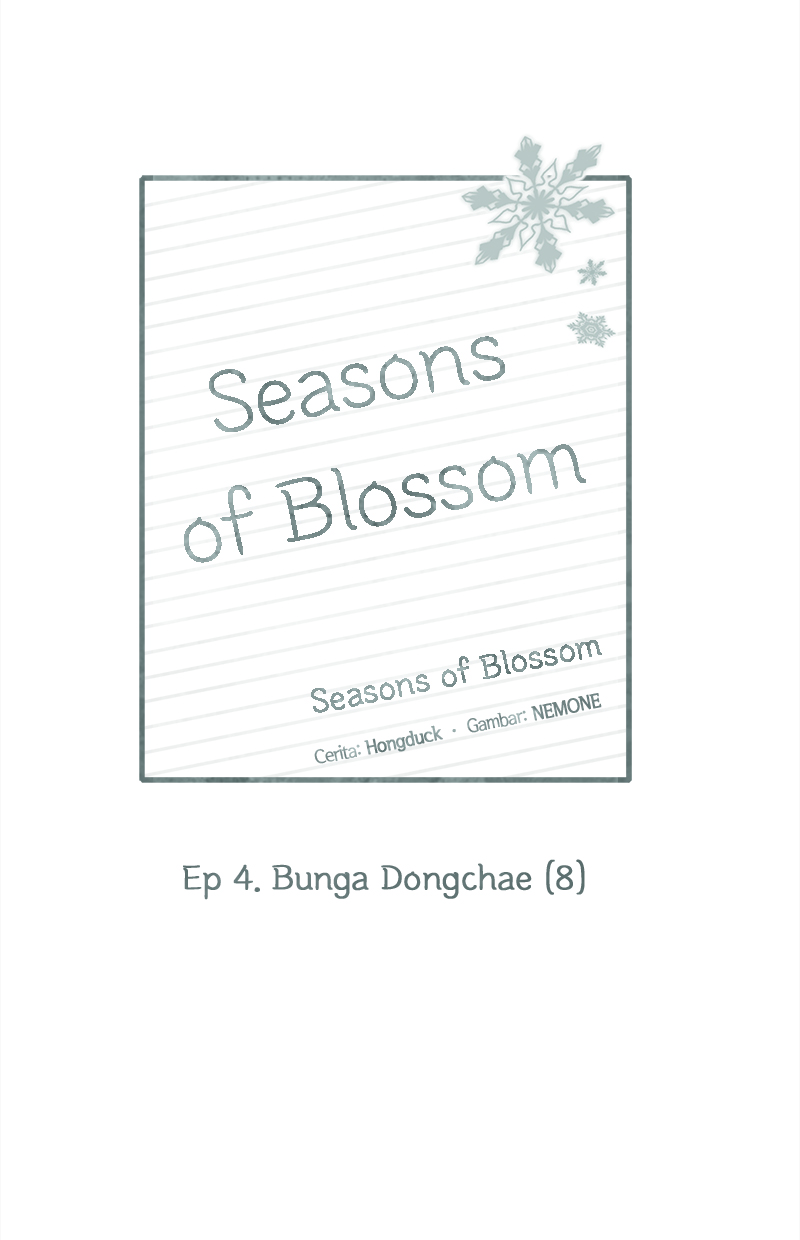 Seasons
of Blossom
Seasons of Blossom
Cerita: Hongduck · Gambar: NEMONE
Ep 4. Bunga Dongchae (8)